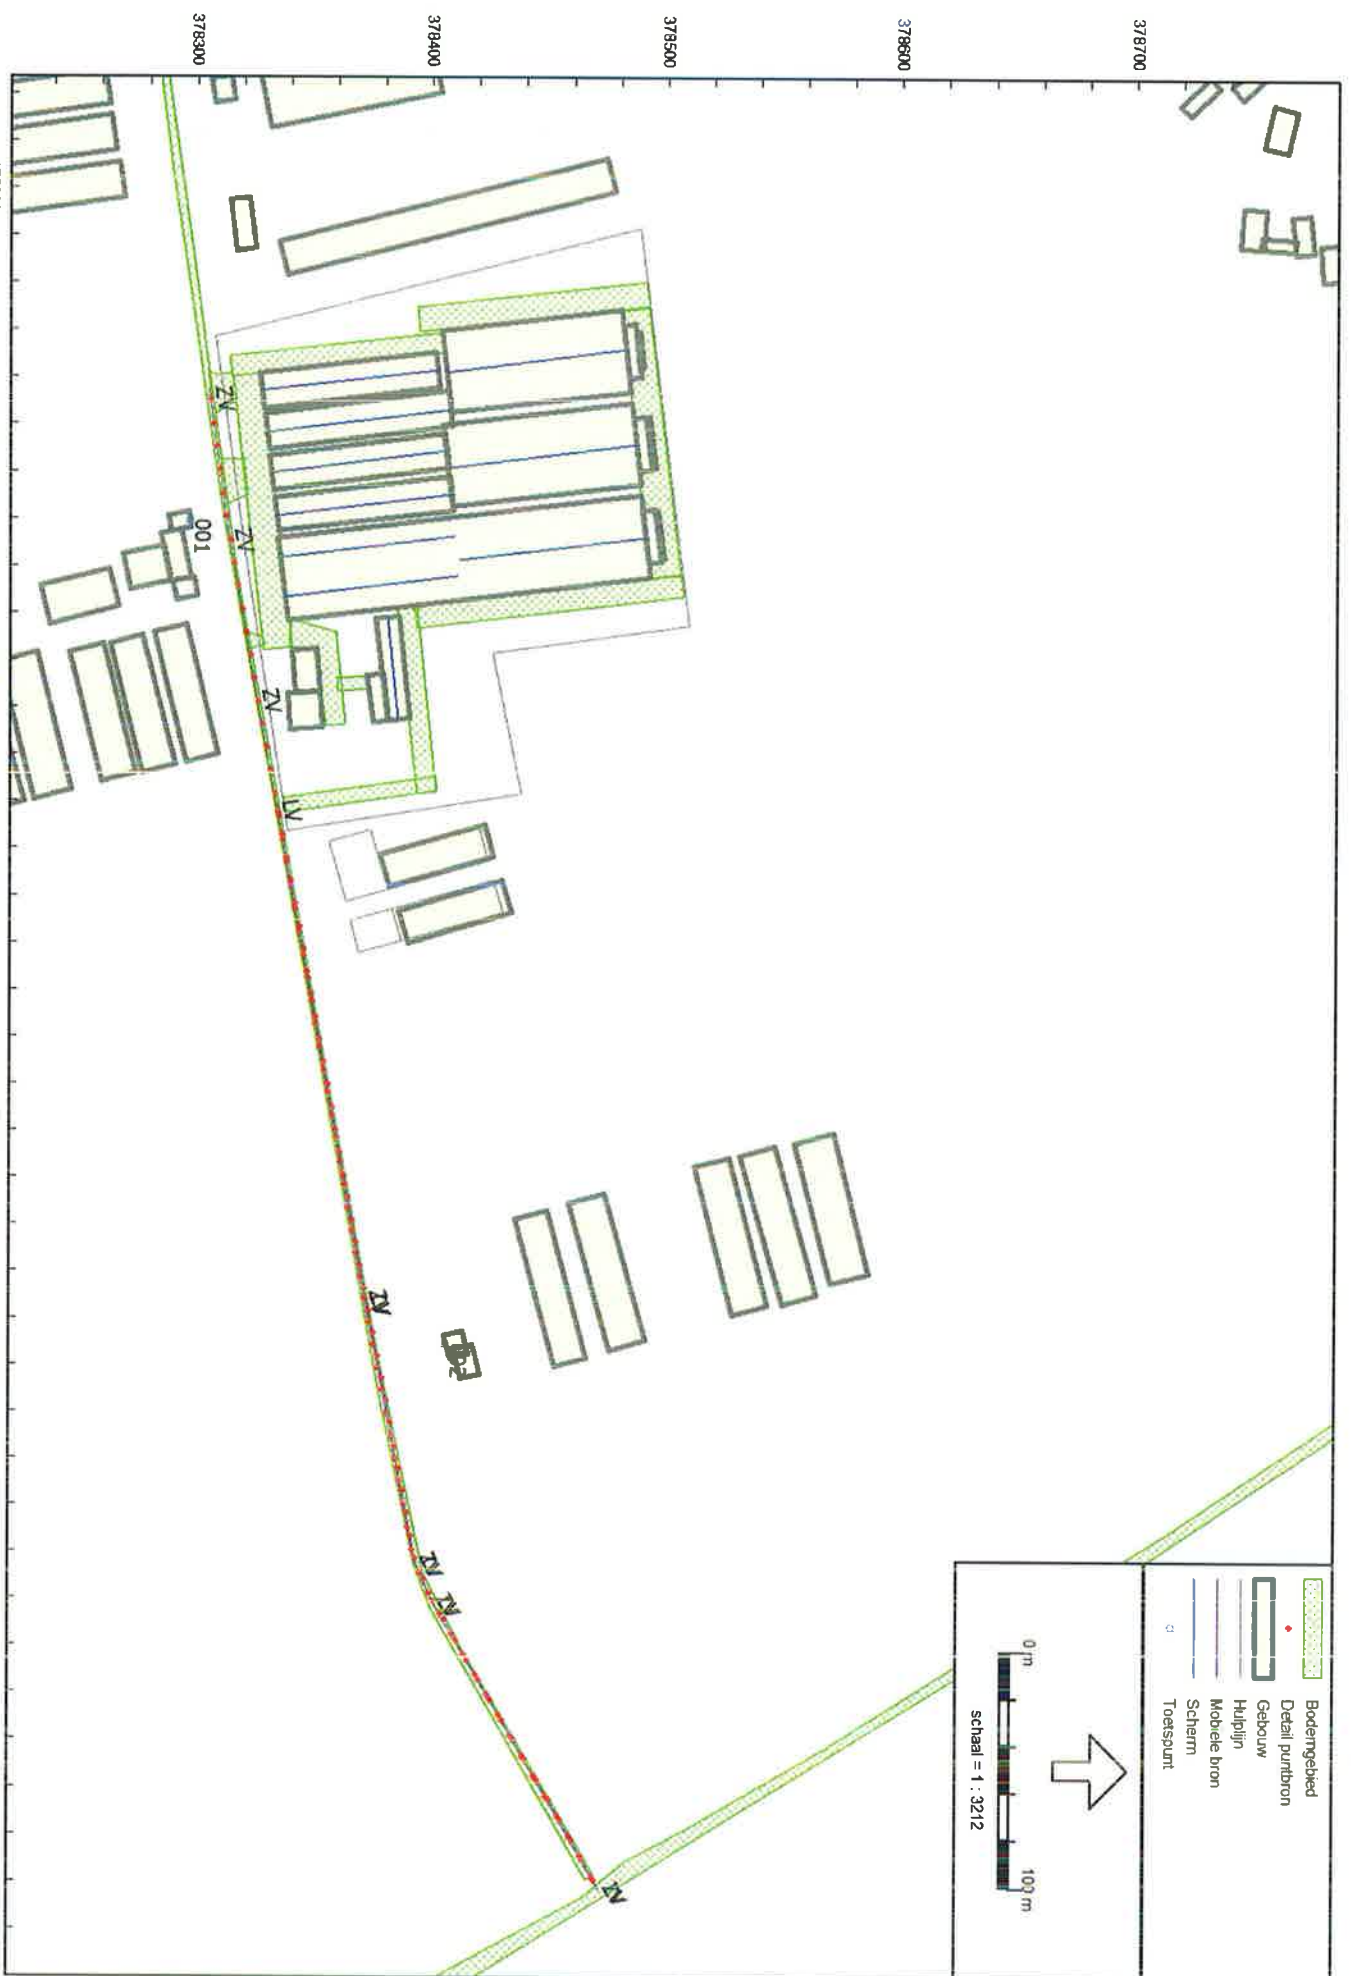 378300
378400
378500
378600
378700
Bodemgebied
Detail puntbron
Gebouw
Hulplijn
Mobiele bron
Scherm
Toetspunt
0 m
100 m
schaal = 1 : 3212
ZV
001
ZV
ZV
LV
ZV
ZV
ZV
ZV